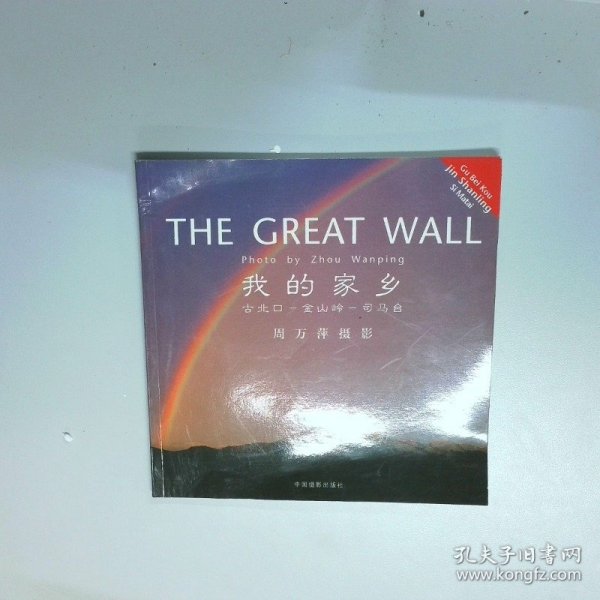 Gu Bei Kou
Jin Shanling
Si Matai
THE GREAT WALL
Photo by Zhou Wanping
我的家乡
古北口-金山岭-司马台
周万萍摄影
中国摄影出版社
孔夫子旧书网
www.kongfz.com